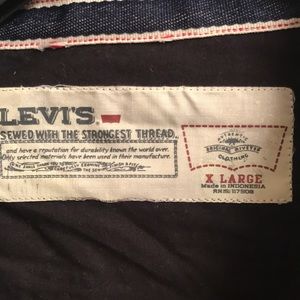 LEVI'S.
SEWED WITH THE STRONGEST THREAD,
and have a reputation for durability known the world over.
Only selected materials have been used in their manufacture.
AUTHENTIC
ORIGINAL RIVETED
CLOTHING
X LARGE
Made in INDONESIA